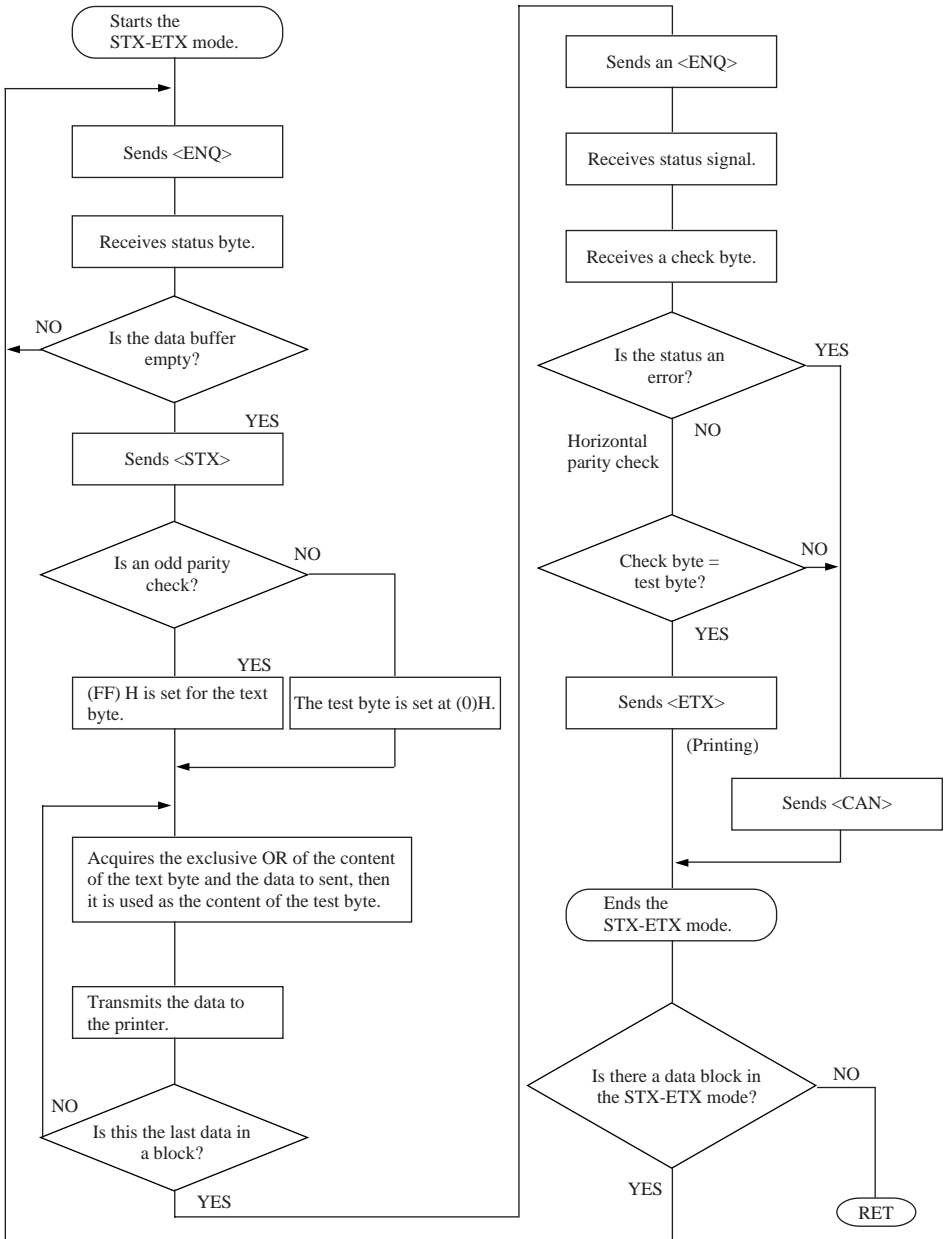 Starts the
STX-ETX mode.
Sends <ENQ>
Receives status byte.
NO
Is the data buffer
empty?
YES
Sends <STX>
Is an odd parity
check?
NO
YES
(FF) H is set for the text
byte.
The test byte is set at (0)H.
Acquires the exclusive OR of the content
of the text byte and the data to sent, then
it is used as the content of the test byte.
Transmits the data to
the printer.
NO
Is this the last data in
a block?
YES
Sends an <ENQ>
Receives status signal.
Receives a check byte.
Is the status an
error?
YES
NO
Horizontal
parity check
Check byte =
test byte?
NO
YES
Sends <ETX>
(Printing)
Sends <CAN>
Ends the
STX-ETX mode.
Is there a data block in
the STX-ETX mode?
NO
YES
RET